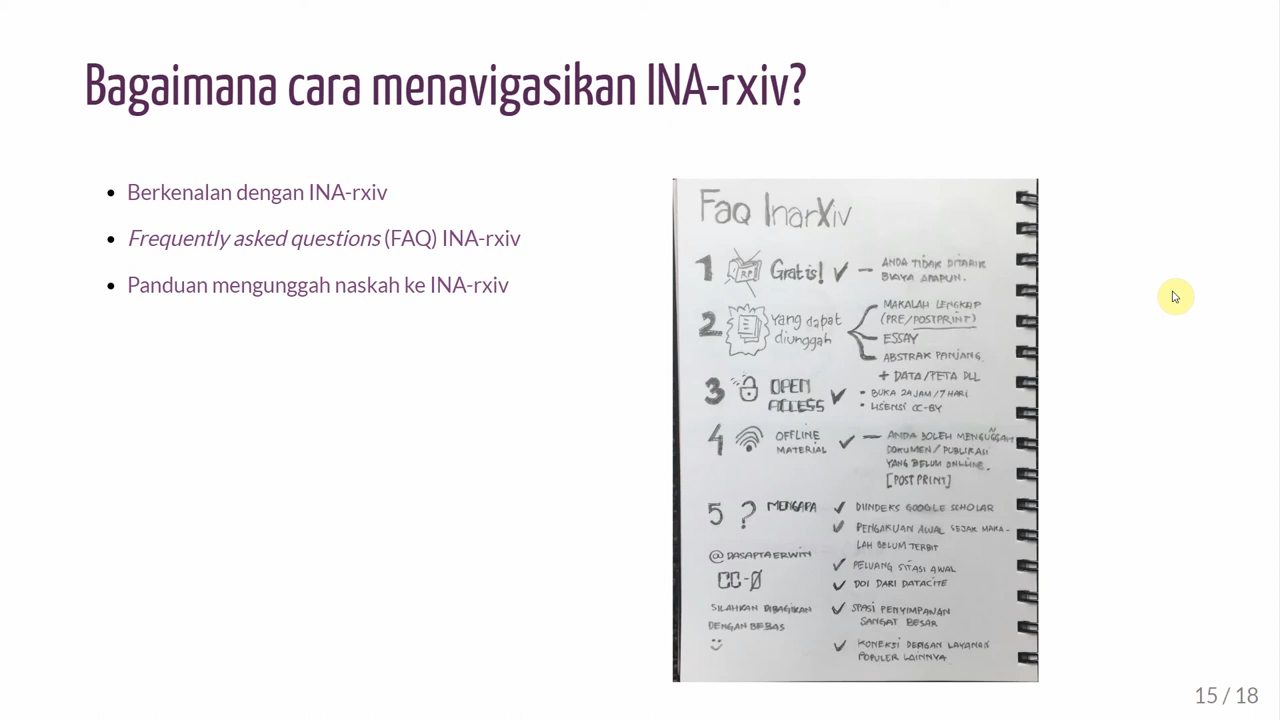 Bagaimana cara menavigasikan INA-rxiv?
Berkenalan dengan INA-rxiv
Frequently asked questions (FAQ) INA-rxiv
Panduan mengunggah naskah ke INA-rxiv
Faq InarXiv
1 RP Gratis! ✓ – ANDA TIDAK DITARIK
BIAYA APAPUN.
2 Yang dapat
diunggah
MAKALAH LENGKAP
(PRE/POSTPRINT)
ESSAY
ABSTRAK PANJANG
+ DATA/PETA DLL
3 OPEN
ACCESS ✓
• BUKA 24 JAM/7 HARI
• LISENSI CC-BY
4 OFFLINE
MATERIAL ✓ –
ANDA BOLEH MENGUGGAH
DOKUMEN/PUBLIKASI
YANG BELUM ONLINE.
[POST PRINT]
5 ? MENGAPA
✓ DIINDEKS GOOGLE SCHOLAR
✓ PENGAKUAN AWAL SEJAK MAKA-
LAH BELUM TERBIT
✓ PELUANG SITASI AWAL
✓ DOI DARI DATACITE
✓ SPASI PENYIMPANAN
SANGAT BESAR
✓ KONEKSI DENGAN LAYANAN
POPULER LAINNYA
@DASAPTAERWIN
CC-0
SILAHKAN DIBAGIKAN
DENGAN BEBAS
15 / 18